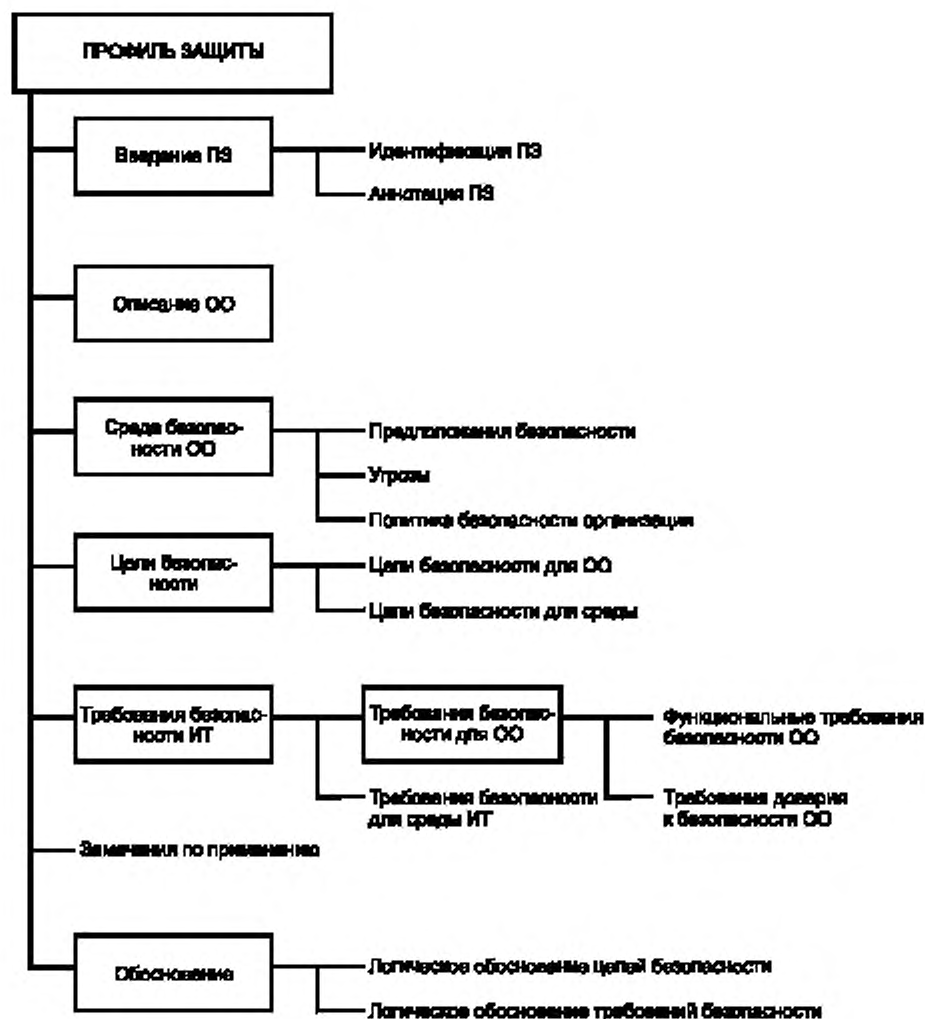 ПРОФИЛЬ ЗАЩИТЫ
Введение ПЗ
Идентификация ПЗ
Аннотация ПЗ
Описание ОО
Среда безопас-
ности ОО
Предположения безопасности
Угрозы
Политика безопасности организации
Цели безопас-
ности
Цели безопасности для ОО
Цели безопасности для среды
Требования безопас-
ности ИТ
Требования безопас-
ности для ОО
Функциональные требования
безопасности ОО
Требования безопасности
для среды ИТ
Требования доверия
к безопасности ОО
Замечания по применению
Обоснование
Логическое обоснование целей безопасности
Логическое обоснование требований безопасности